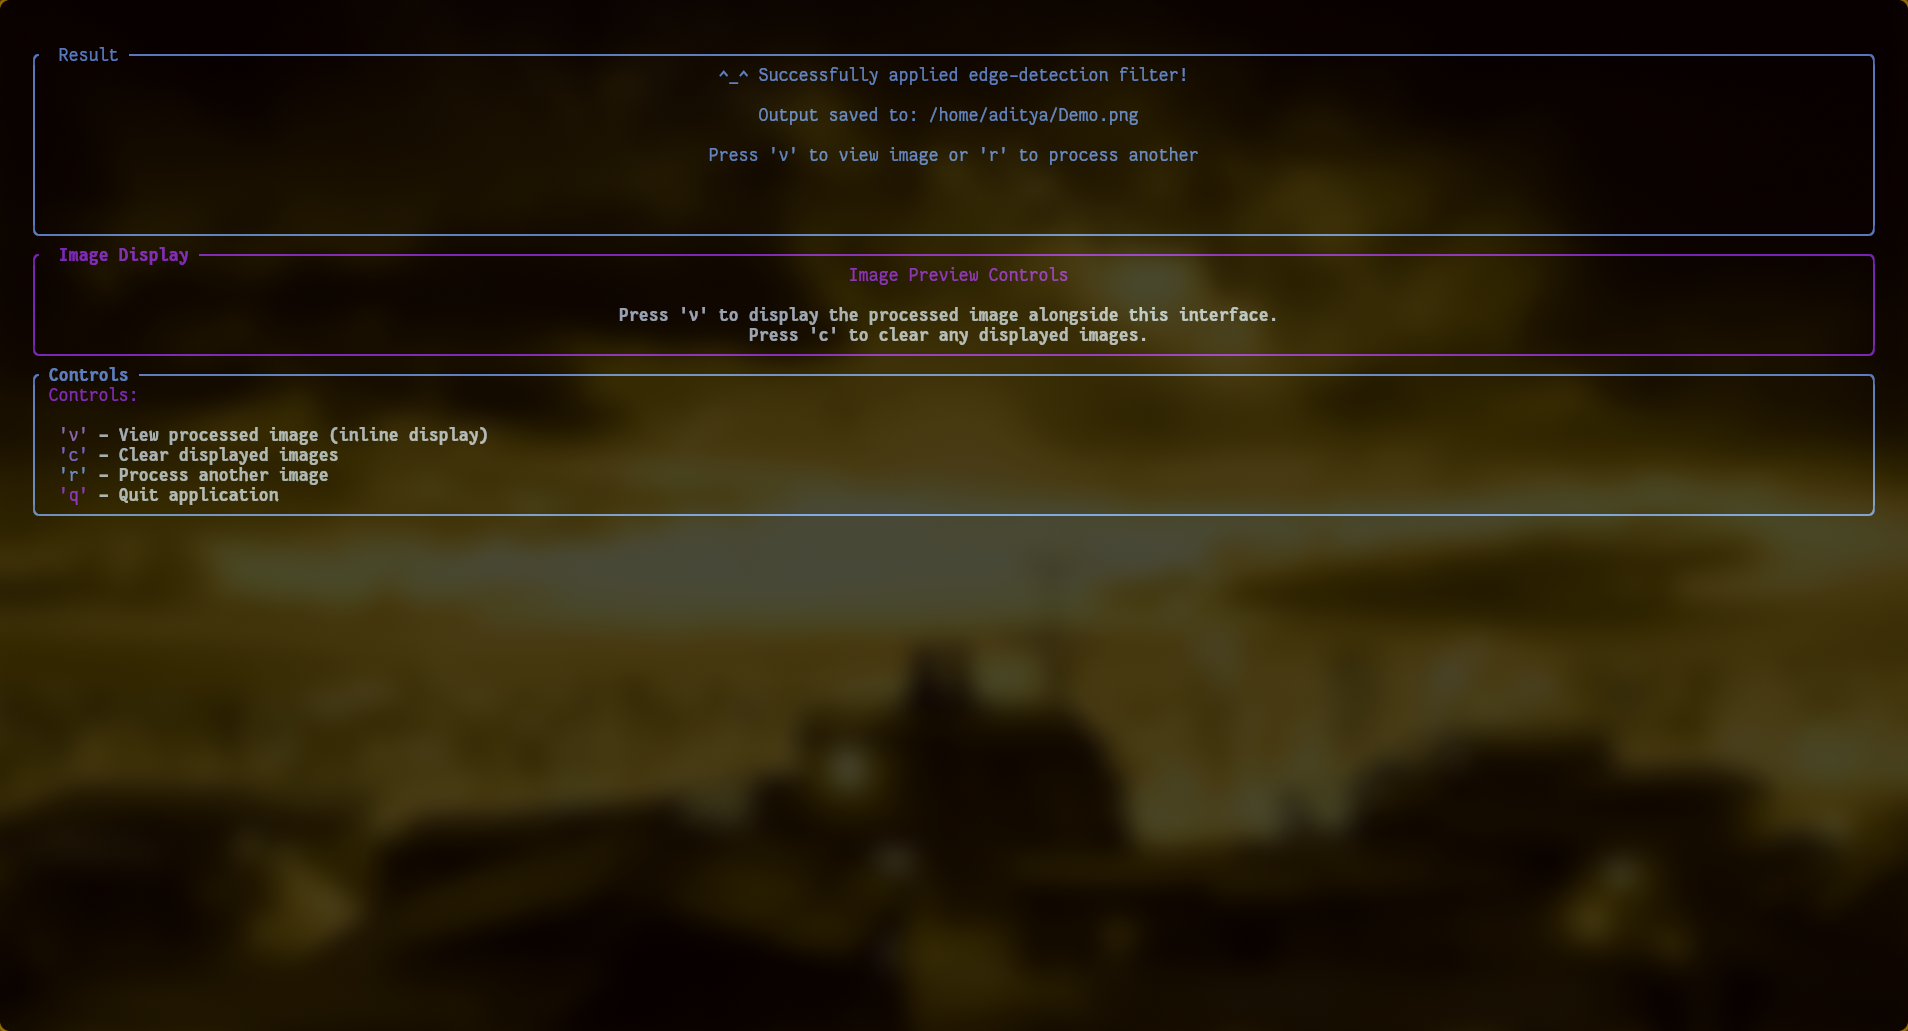 Result
^_^ Successfully applied edge-detection filter!
Output saved to: /home/aditya/Demo.png
Press 'v' to view image or 'r' to process another
Image Display
Image Preview Controls
Press 'v' to display the processed image alongside this interface.
Press 'c' to clear any displayed images.
Controls
Controls:
'v' - View processed image (inline display)
'c' - Clear displayed images
'r' - Process another image
'q' - Quit application